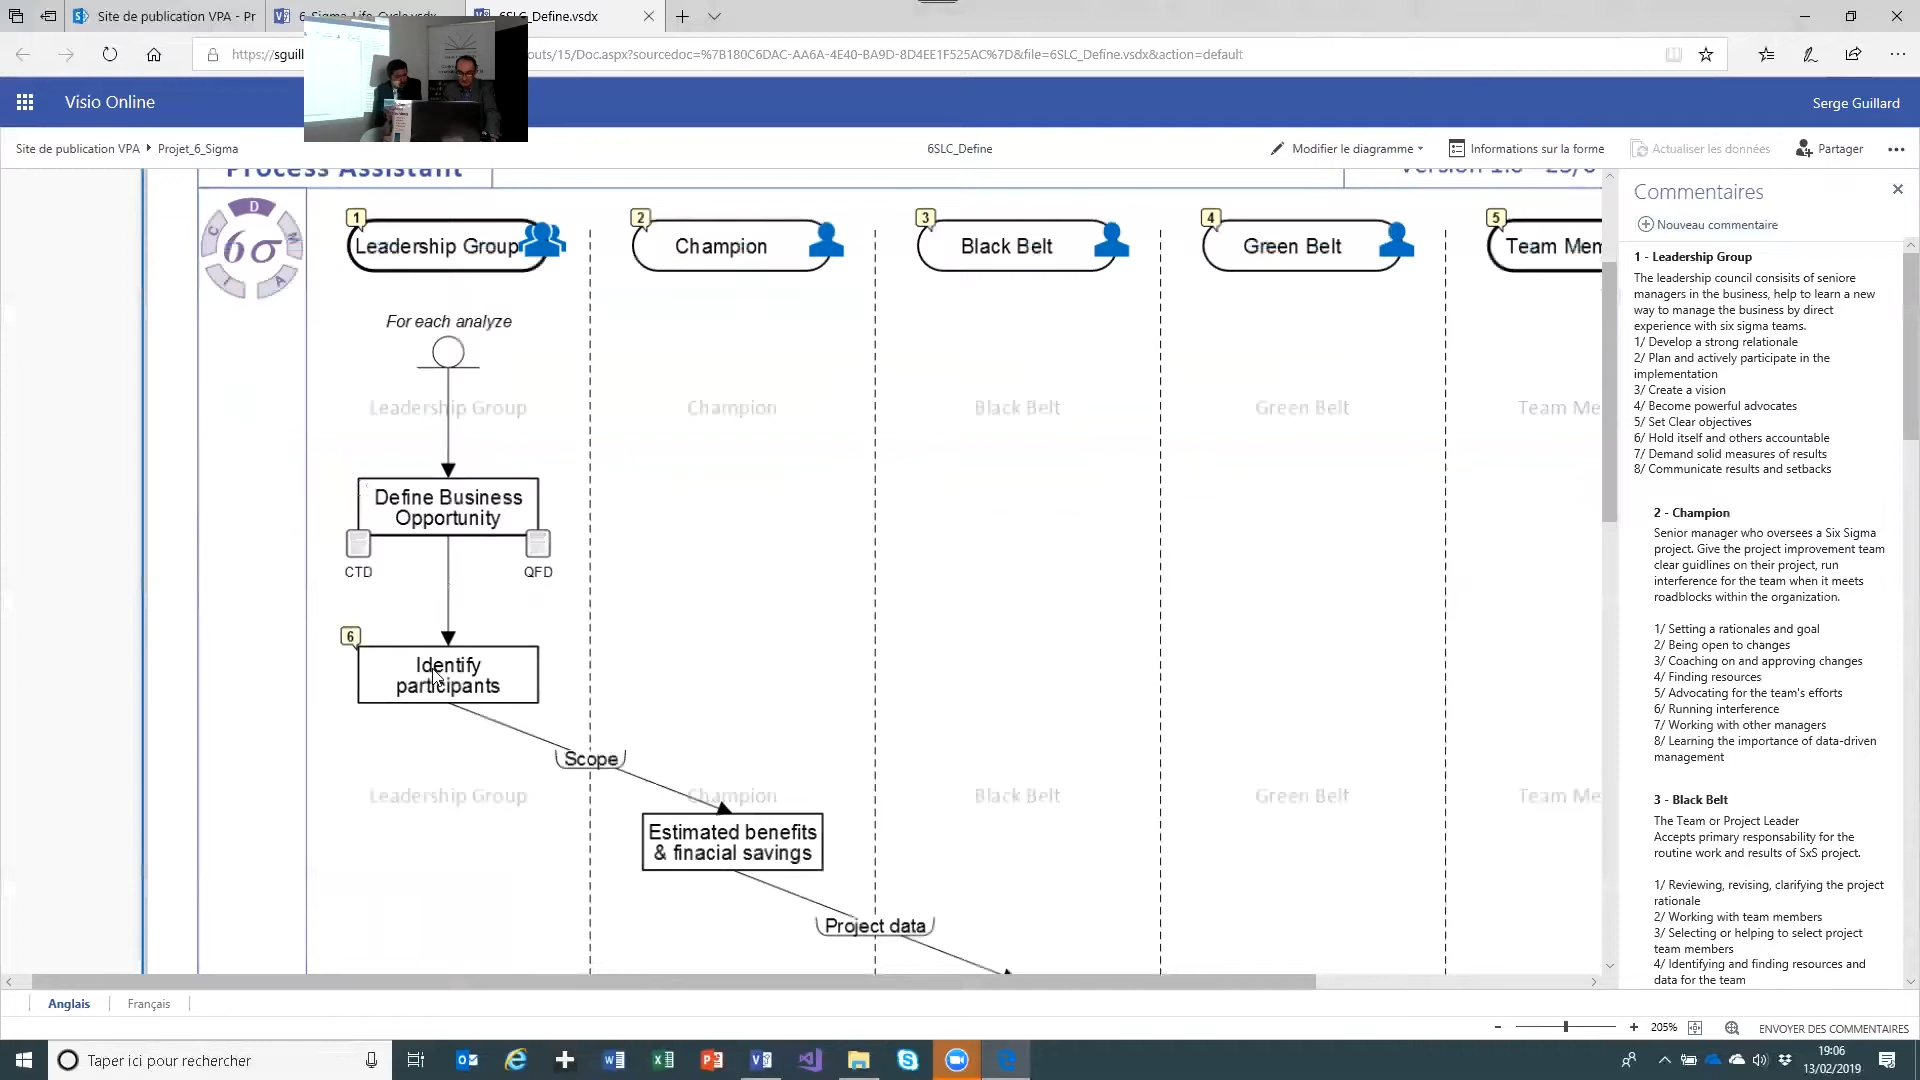 Site de publication VPA - Pr
6_Sigma_Life_Cycle.vsdx
6SLC_Define.vsdx
https://sguill
outs/15/Doc.aspx?sourcedoc=%7B180C6DAC-AA6A-4E40-BA9D-8D4EE1F525AC%7D&file=6SLC_Define.vsdx&action=default
Visio Online
Serge Guillard
Site de publication VPA
Projet_6_Sigma
6SLC_Define
Modifier le diagramme
Informations sur la forme
Actualiser les données
Partager
Process Assistant
D
M
A
I
C
6σ
1
Leadership Group
2
Champion
3
Black Belt
4
Green Belt
5
Team Mem
For each analyze
Leadership Group
Champion
Black Belt
Green Belt
Team Me
Define Business
Opportunity
CTD
QFD
6
Identify
participants
Scope
Leadership Group
Champion
Black Belt
Green Belt
Team Me
Estimated benefits
& finacial savings
Project data
Commentaires
Nouveau commentaire
1 - Leadership Group
The leadership council consisits of seniore
managers in the business, help to learn a new
way to manage the business by direct
experience with six sigma teams.
1/ Develop a strong relationale
2/ Plan and actively participate in the
implementation
3/ Create a vision
4/ Become powerful advocates
5/ Set Clear objectives
6/ Hold itself and others accountable
7/ Demand solid measures of results
8/ Communicate results and setbacks
2 - Champion
Senior manager who oversees a Six Sigma
project. Give the project improvement team
clear guidlines on their project, run
interference for the team when it meets
roadblocks within the organization.
1/ Setting a rationales and goal
2/ Being open to changes
3/ Coaching on and approving changes
4/ Finding resources
5/ Advocating for the team's efforts
6/ Running interference
7/ Working with other managers
8/ Learning the importance of data-driven
management
3 - Black Belt
The Team or Project Leader
Accepts primary responsability for the
routine work and results of SxS project.
1/ Reviewing, revising, clarifying the project
rationale
2/ Working with team members
3/ Selecting or helping to select project
team members
4/ Identifying and finding resources and
data for the team
Anglais
Français
205%
ENVOYER DES COMMENTAIRES
Taper ici pour rechercher
19:06
13/02/2019